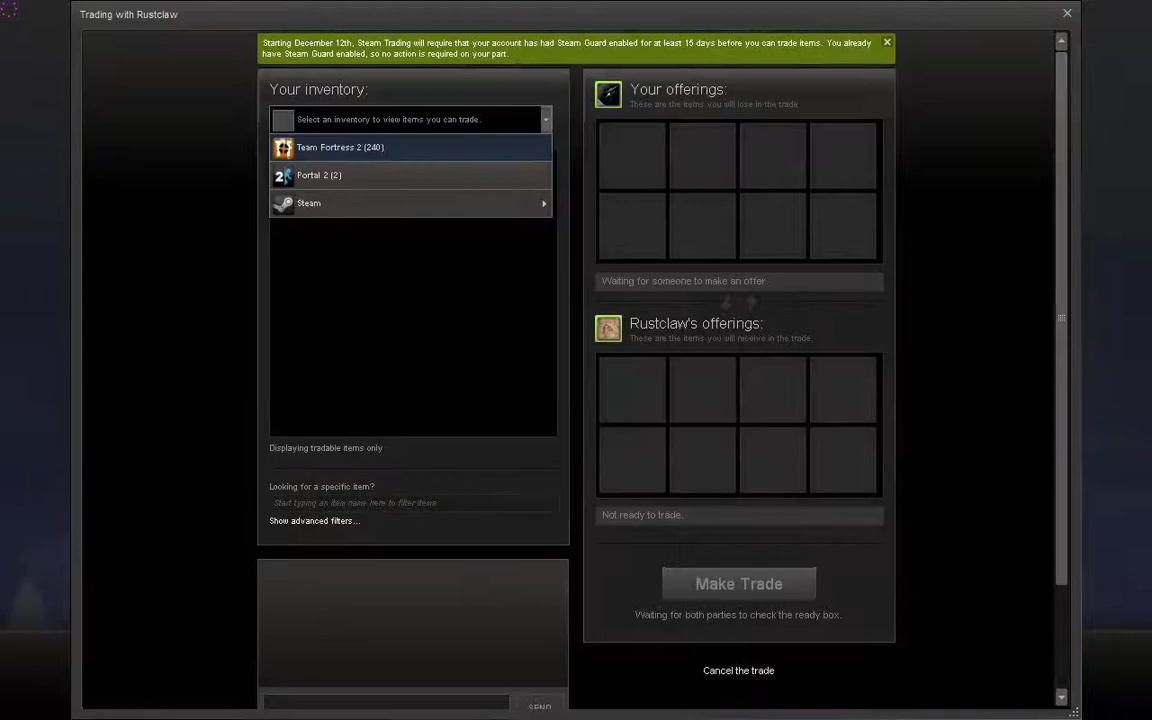 Trading with Rustclaw
Starting December 12th, Steam Trading will require that your account has had Steam Guard enabled for at least 15 days before you can trade items. You already
have Steam Guard enabled, so no action is required on your part.
Your inventory:
Select an inventory to view items you can trade.
Team Fortress 2 (240)
Portal 2 (2)
Steam
Displaying tradable items only
Looking for a specific item?
Start typing an item name here to filter items
Show advanced filters...
SEND
Your offerings:
These are the items you will lose in the trade.
Waiting for someone to make an offer.
Rustclaw's offerings:
These are the items you will receive in the trade.
Not ready to trade.
Make Trade
Waiting for both parties to check the ready box.
Cancel the trade